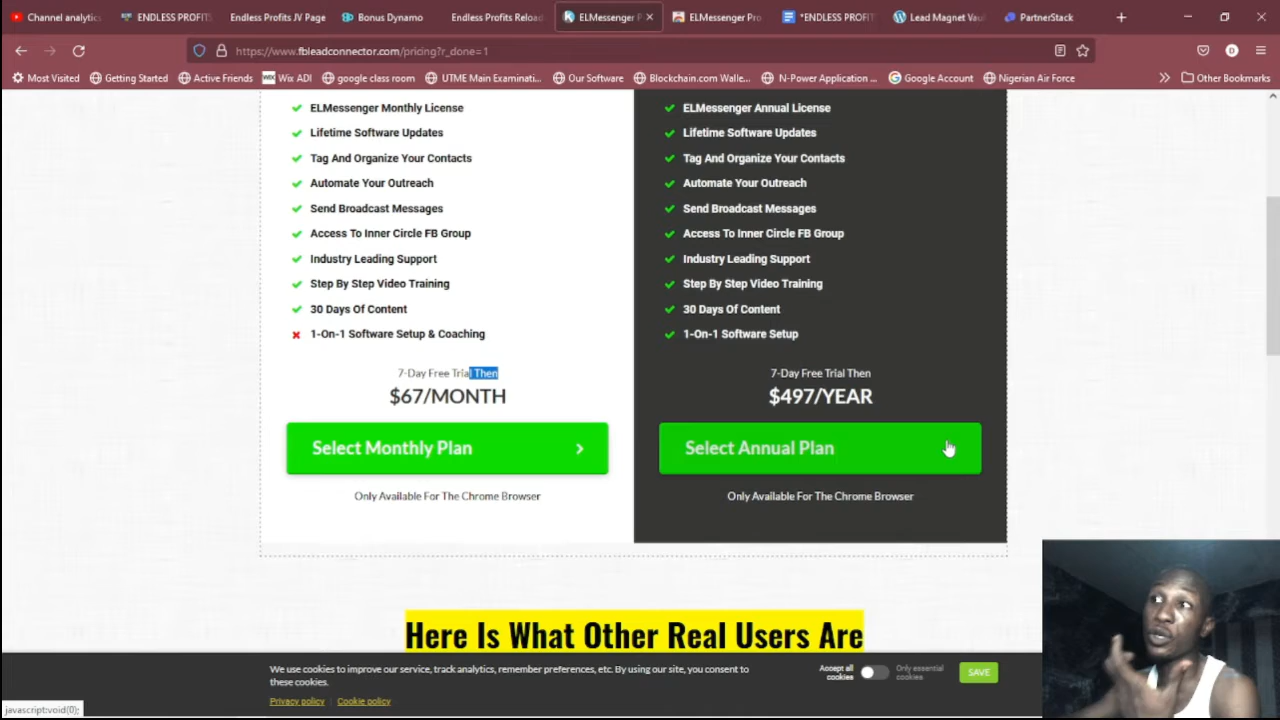 Channel analytics
ENDLESS PROFITS
Endless Profits JV Page
Bonus Dynamo
Endless Profits Reload
ELMessenger P
ELMessenger Pro
*ENDLESS PROFI
Lead Magnet Vau
PartnerStack
https://www.fbleadconnector.com/pricing?r_done=1
Most Visited
Getting Started
Active Friends
Wix ADI
google class room
UTME Main Examinati...
Our Software
Blockchain.com Walle...
N-Power Application ...
Google Account
Nigerian Air Force
Other Bookmarks
ELMessenger Monthly License
Lifetime Software Updates
Tag And Organize Your Contacts
Automate Your Outreach
Send Broadcast Messages
Access To Inner Circle FB Group
Industry Leading Support
Step By Step Video Training
30 Days Of Content
1-On-1 Software Setup & Coaching
7-Day Free Trial Then
$67/MONTH
Select Monthly Plan
Only Available For The Chrome Browser
ELMessenger Annual License
Lifetime Software Updates
Tag And Organize Your Contacts
Automate Your Outreach
Send Broadcast Messages
Access To Inner Circle FB Group
Industry Leading Support
Step By Step Video Training
30 Days Of Content
1-On-1 Software Setup
7-Day Free Trial Then
$497/YEAR
Select Annual Plan
Only Available For The Chrome Browser
Here Is What Other Real Users Are
We use cookies to improve our service, track analytics, remember preferences, etc. By using our site, you consent to
these cookies.
Privacy policy | Cookie policy
Accept all
cookies
Only essential
cookies
SAVE
javascript:void(0);